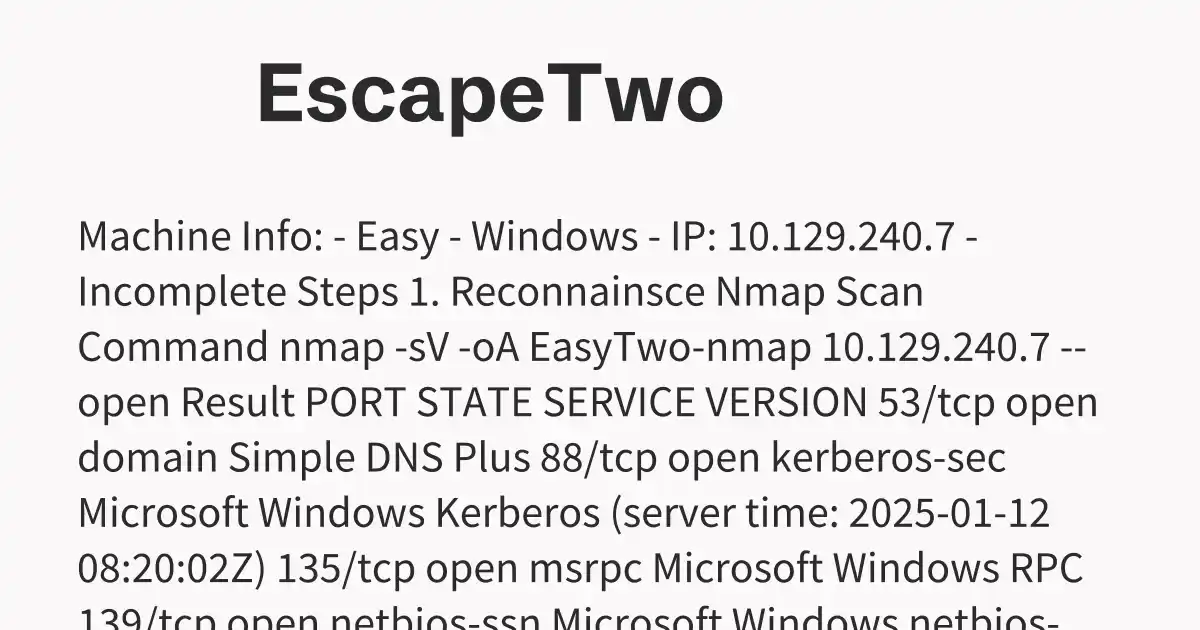 EscapeTwo
Machine Info: - Easy - Windows - IP: 10.129.240.7 -
Incomplete Steps 1. Reconnainsce Nmap Scan
Command nmap -sV -oA EasyTwo-nmap 10.129.240.7 --
open Result PORT STATE SERVICE VERSION 53/tcp open
domain Simple DNS Plus 88/tcp open kerberos-sec
Microsoft Windows Kerberos (server time: 2025-01-12
08:20:02Z) 135/tcp open msrpc Microsoft Windows RPC
139/tcp open netbios-ssn Microsoft Windows netbios-